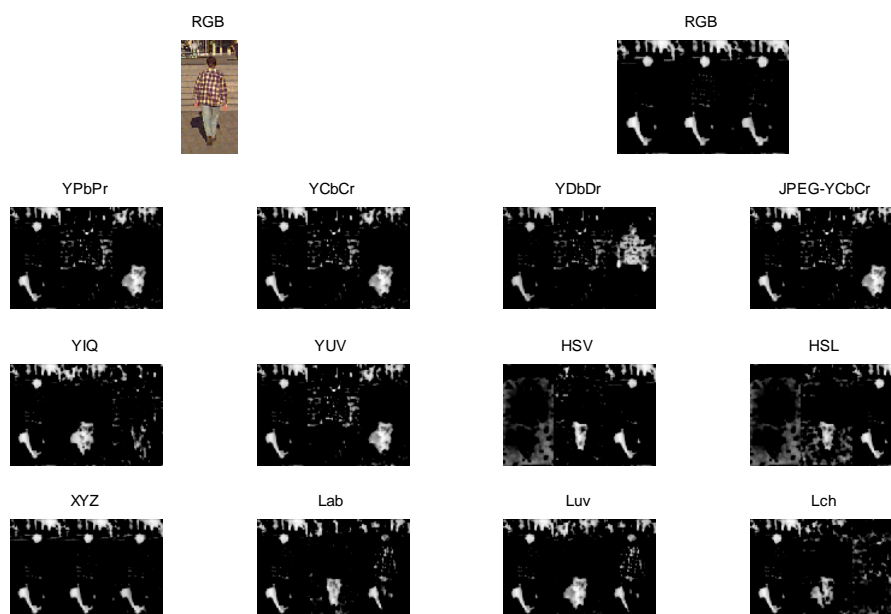 RGB
RGB
YPbPr
YCbCr
YDbDr
JPEG-YCbCr
YIQ
YUV
HSV
HSL
XYZ
Lab
Luv
Lch